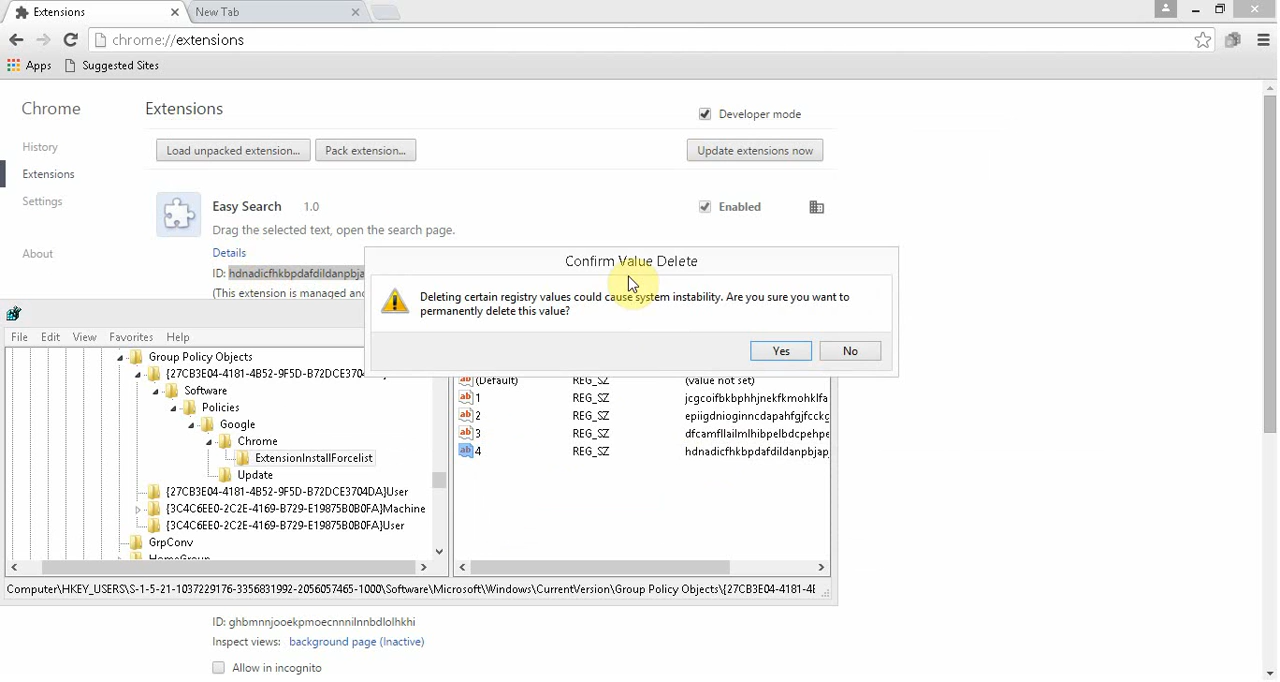 Extensions
New Tab
chrome://extensions
Apps
Suggested Sites
Chrome
Extensions
Developer mode
History
Load unpacked extension...
Pack extension...
Update extensions now
Extensions
Settings
Easy Search 1.0
Enabled
Drag the selected text, open the search page.
About
Details
ID: hdnadicfhkbpdafdildanpbjap
(This extension is managed and
Confirm Value Delete
Deleting certain registry values could cause system instability. Are you sure you want to
permanently delete this value?
Yes
No
File Edit View Favorites Help
Group Policy Objects
{27CB3E04-4181-4B52-9F5D-B72DCE370
Software
Policies
Google
Chrome
ExtensionInstallForcelist
Update
{27CB3E04-4181-4B52-9F5D-B72DCE3704DA}User
{3C4C6EE0-2C2E-4169-B729-E19875B0B0FA}Machine
{3C4C6EE0-2C2E-4169-B729-E19875B0B0FA}User
GrpConv
HomeGroup
(Default) REG_SZ (value not set)
1 REG_SZ jcgcoifbkbphhjnekfkmohklfa
2 REG_SZ epiigdnioginncdapahfgjfcckg
3 REG_SZ dfcamfllailmlhibpelbdcpehpe
4 REG_SZ hdnadicfhkbpdafdildanpbjap
Computer\HKEY_USERS\S-1-5-21-1037229176-3356831992-2056057465-1000\Software\Microsoft\Windows\CurrentVersion\Group Policy Objects\{27CB3E04-4181-4B
ID: ghbmnnjooekpmoecnnnilnnbdlolhkhi
Inspect views: background page (Inactive)
Allow in incognito